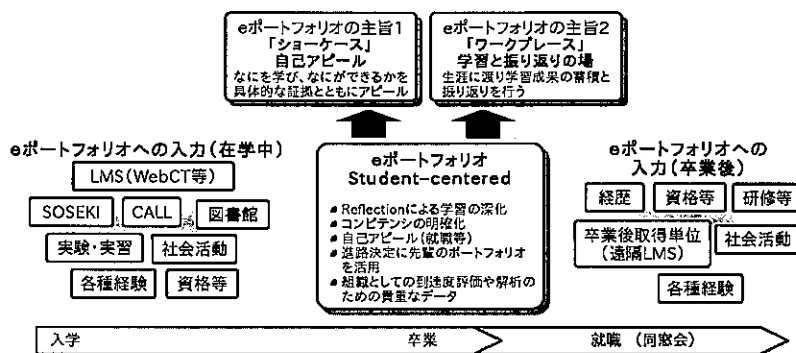 eポートフォリオの主旨1
「ショーケース」
自己アピール
なにを学び、なにができるかを
具体的な証拠とともにアピール
eポートフォリオの主旨2
「ワークプレース」
学習と振り返りの場
生涯に渡り学習成果の蓄積と
振り返りを行う
eポートフォリオへの入力(在学中)
LMS(WebCT等)
SOSEKI
CALL
図書館
実験・実習
社会活動
各種経験
資格等
eポートフォリオ
Student-centered
● Reflectionによる学習の深化
● コンピテンシの明確化
● 自己アピール(就職等)
● 進路決定に先輩のポートフォリオ
を活用
● 組織としての到達度評価や解析の
ための貴重なデータ
eポートフォリオへの
入力(卒業後)
経歴
資格等
研修等
卒業後取得単位
(遠隔LMS)
社会活動
各種経験
入学
卒業
就職 (同窓会)